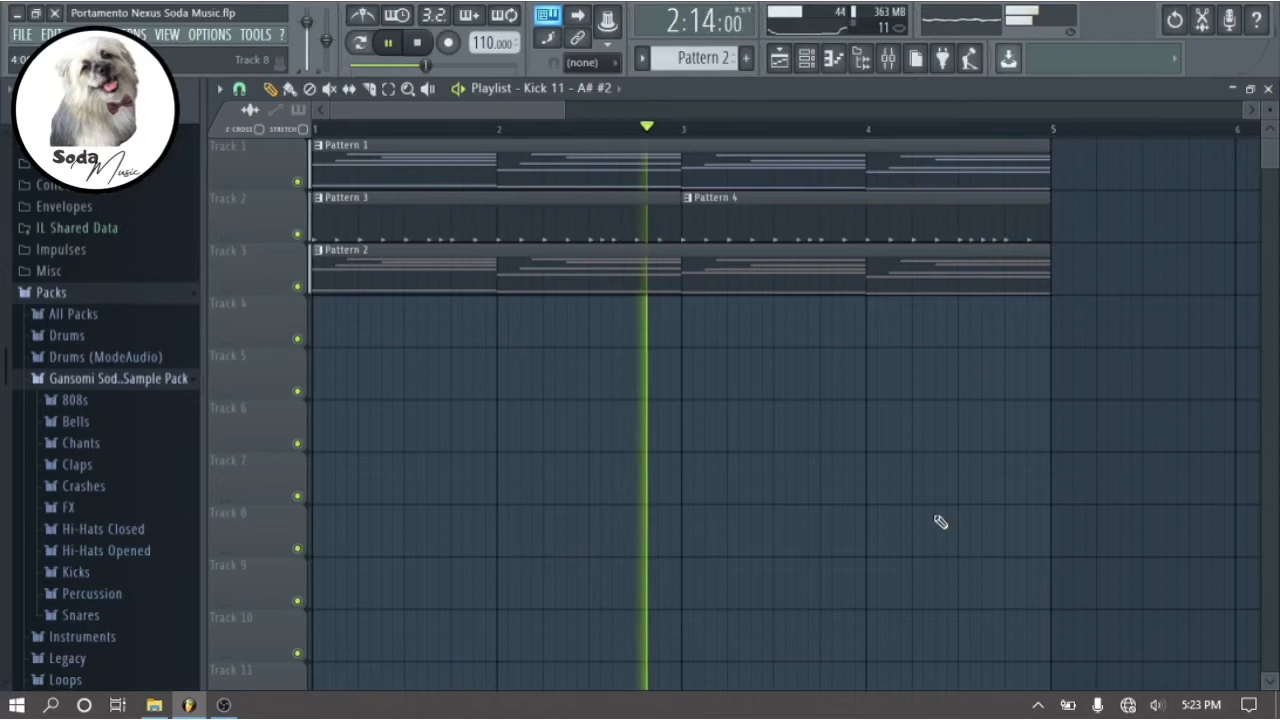 Portamento Nexus Soda Music.flp
FILE
VIEW OPTIONS TOOLS ?
Track 8
3.2.
110.000
(none)
2:14:00
Pattern 2
44
363 MB
11
Soda
Music
Playlist - Kick 11 - A# #2
Z-CROSS STRETCH
1 2 3 4 5 6
Track 1
Pattern 1
Track 2
Pattern 3
Pattern 4
Track 3
Pattern 2
Track 4
Track 5
Track 6
Track 7
Track 8
Track 9
Track 10
Track 11
Envelopes
IL Shared Data
Impulses
Misc
Packs
All Packs
Drums
Drums (ModeAudio)
Gansomi Sod..Sample Pack
808s
Bells
Chants
Claps
Crashes
FX
Hi-Hats Closed
Hi-Hats Opened
Kicks
Percussion
Snares
Instruments
Legacy
Loops
5:23 PM